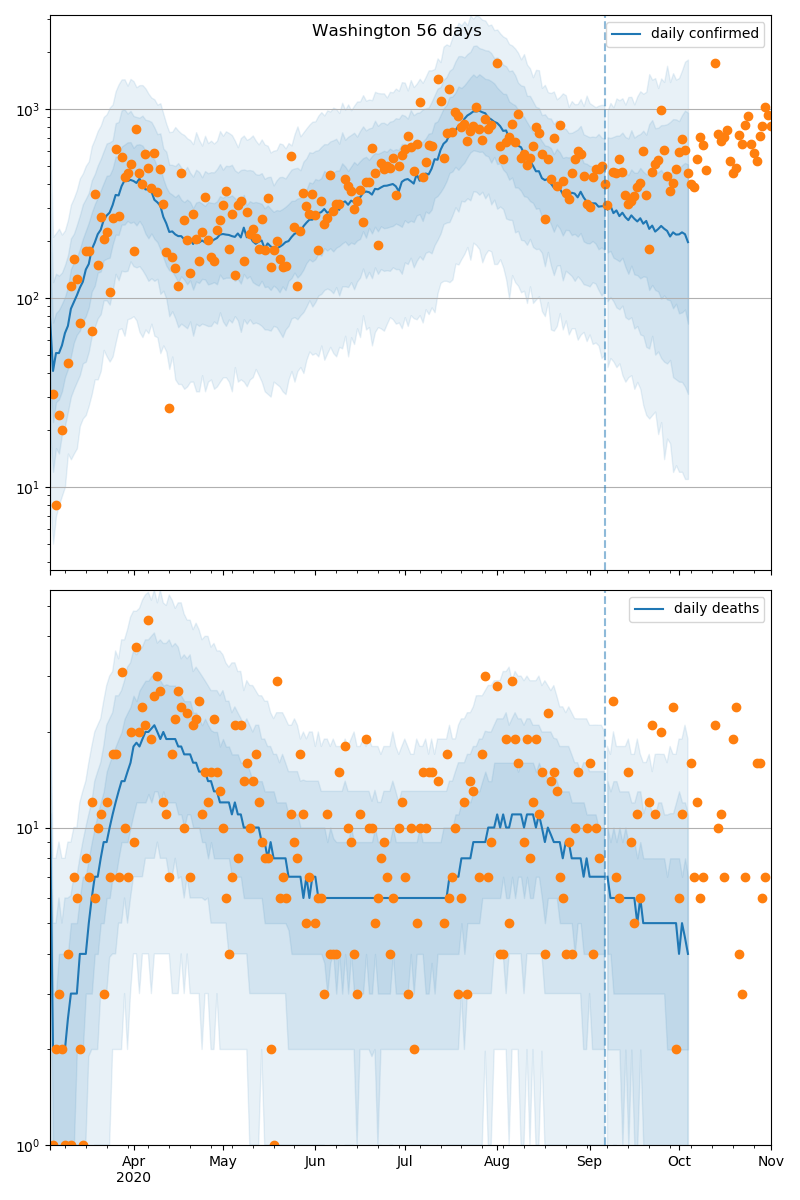 Washington 56 days
daily confirmed
10³
10²
10¹
daily deaths
10¹
10⁰
Apr
2020
May
Jun
Jul
Aug
Sep
Oct
Nov